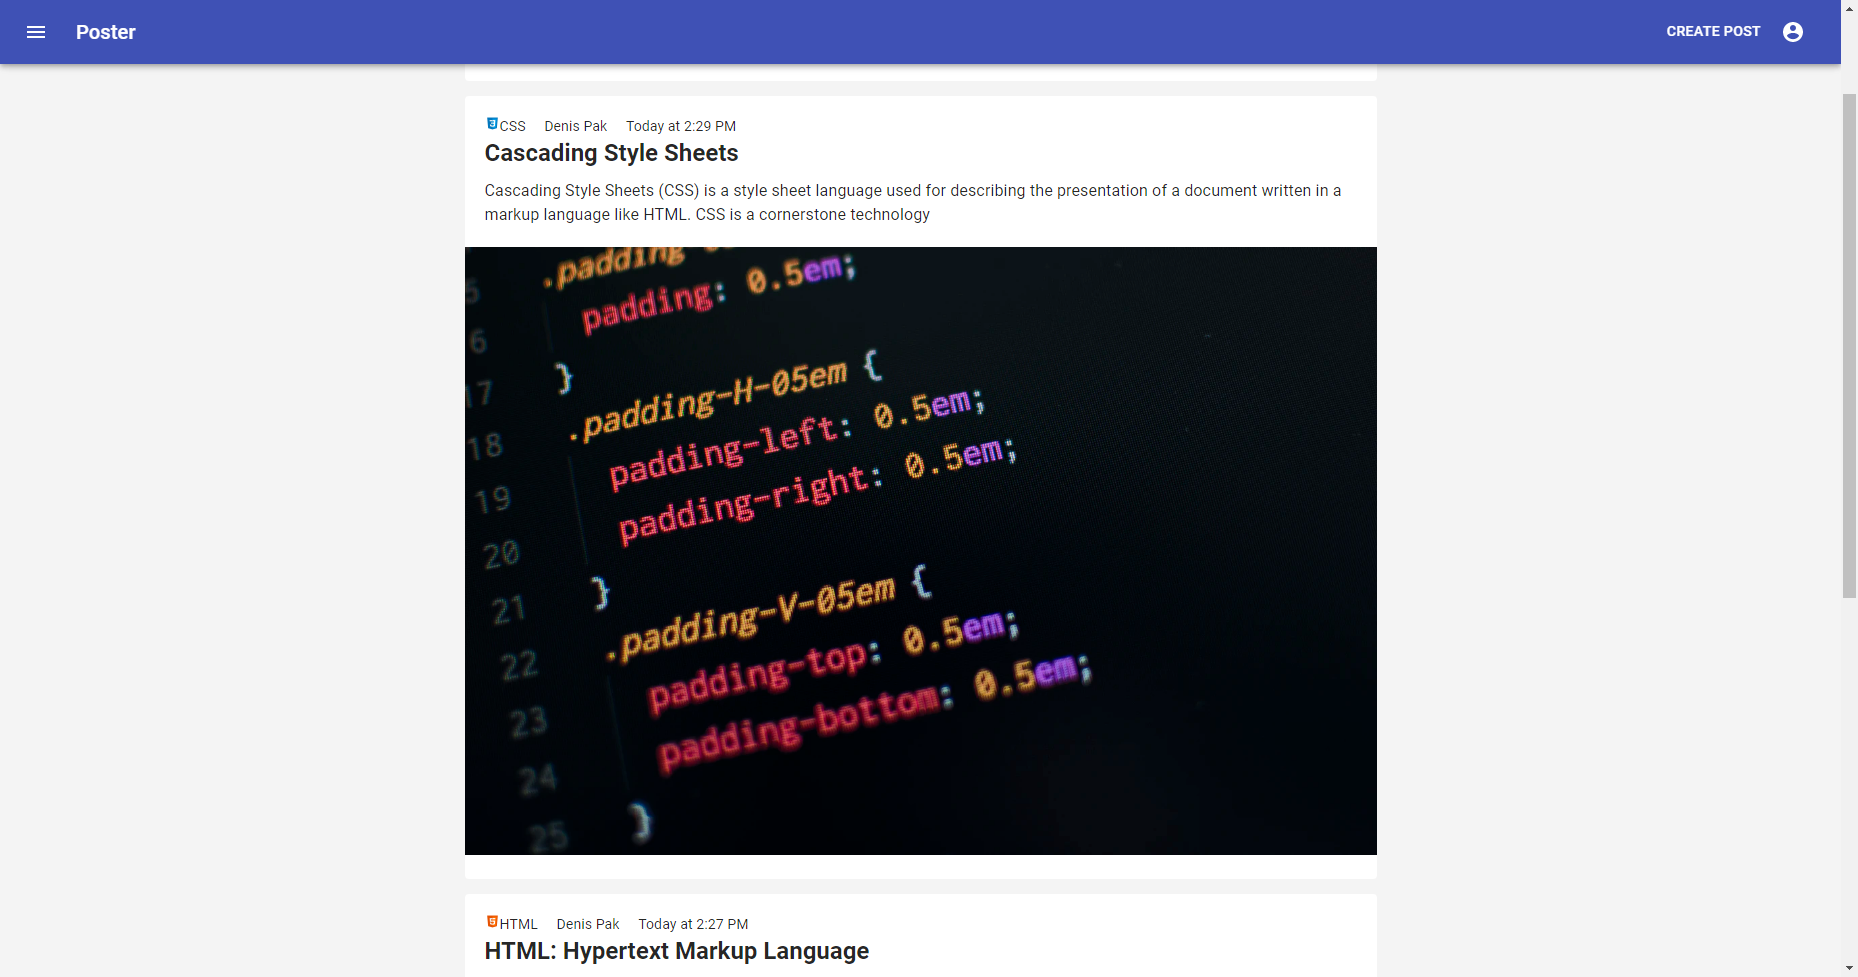 Poster
CREATE POST
CSS Denis Pak Today at 2:29 PM
Cascading Style Sheets
Cascading Style Sheets (CSS) is a style sheet language used for describing the presentation of a document written in a
markup language like HTML. CSS is a cornerstone technology
.padding
5 padding: 0.5em;
6
17 }
18 .padding-H-05em {
19 padding-left: 0.5em;
20 padding-right: 0.5em;
21 }
22 .padding-V-05em {
23 padding-top: 0.5em;
24 padding-bottom: 0.5em;
25 }
HTML Denis Pak Today at 2:27 PM
HTML: Hypertext Markup Language